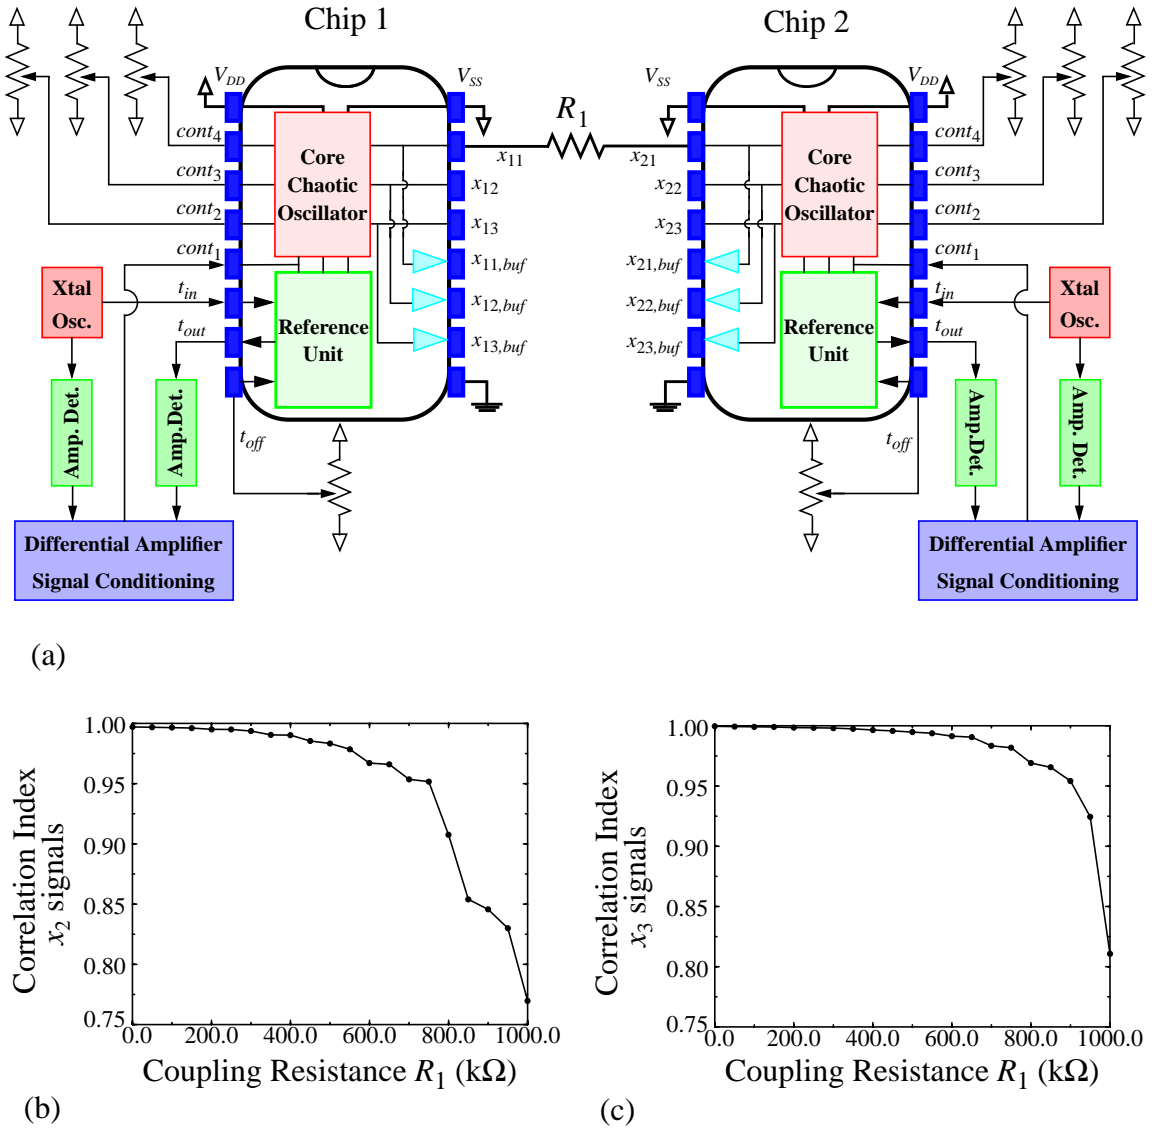 Chip 1
Chip 2
V_DD
V_SS
V_SS
V_DD
R_1
cont_4
cont_3
cont_2
cont_1
t_in
t_out
t_off
Core
Chaotic
Oscillator
Reference
Unit
x_11
x_12
x_13
x_11,buf
x_12,buf
x_13,buf
Xtal
Osc.
Amp. Det.
Amp.Det.
Differential Amplifier
Signal Conditioning
x_21
x_22
x_23
x_21,buf
x_22,buf
x_23,buf
Core
Chaotic
Oscillator
Reference
Unit
cont_4
cont_3
cont_2
cont_1
t_in
t_out
t_off
Xtal
Osc.
Amp.Det.
Amp. Det.
Differential Amplifier
Signal Conditioning
(a)
1.00
0.95
0.90
0.85
0.80
0.75
0.0 200.0 400.0 600.0 800.0 1000.0
Correlation Index
x_2 signals
Coupling Resistance R_1 (kΩ)
(b)
1.00
0.95
0.90
0.85
0.80
0.75
0.0 200.0 400.0 600.0 800.0 1000.0
Correlation Index
x_3 signals
Coupling Resistance R_1 (kΩ)
(c)